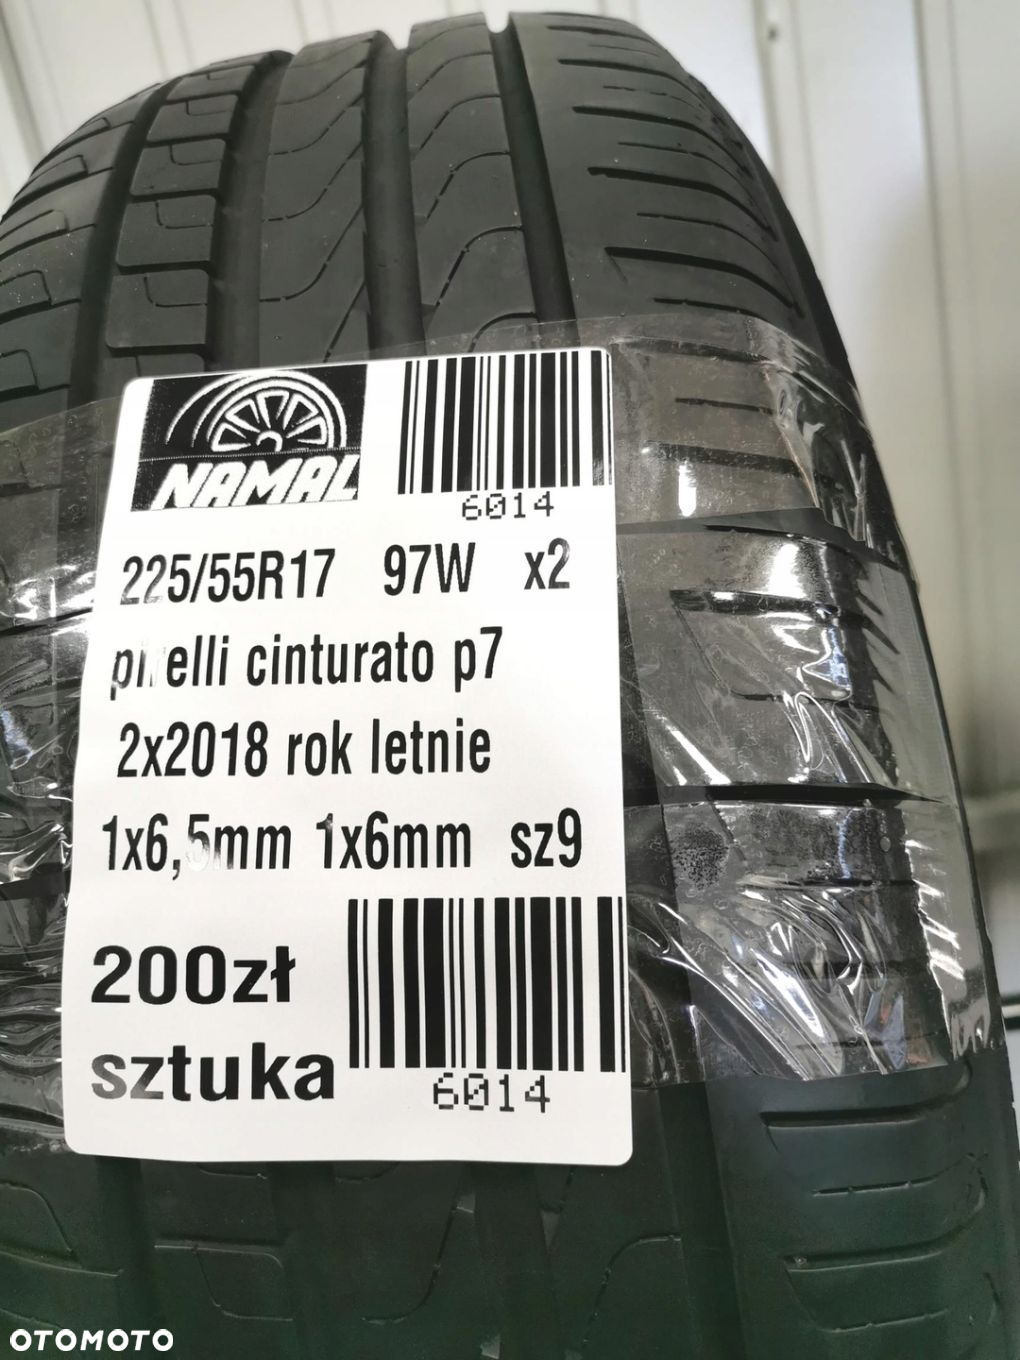 NAMAL
6014
225/55R17 97W x2
pirelli cinturato p7
2x2018 rok letnie
1x6,5mm 1x6mm sz9
200zł
sztuka
6014
OTOMOTO